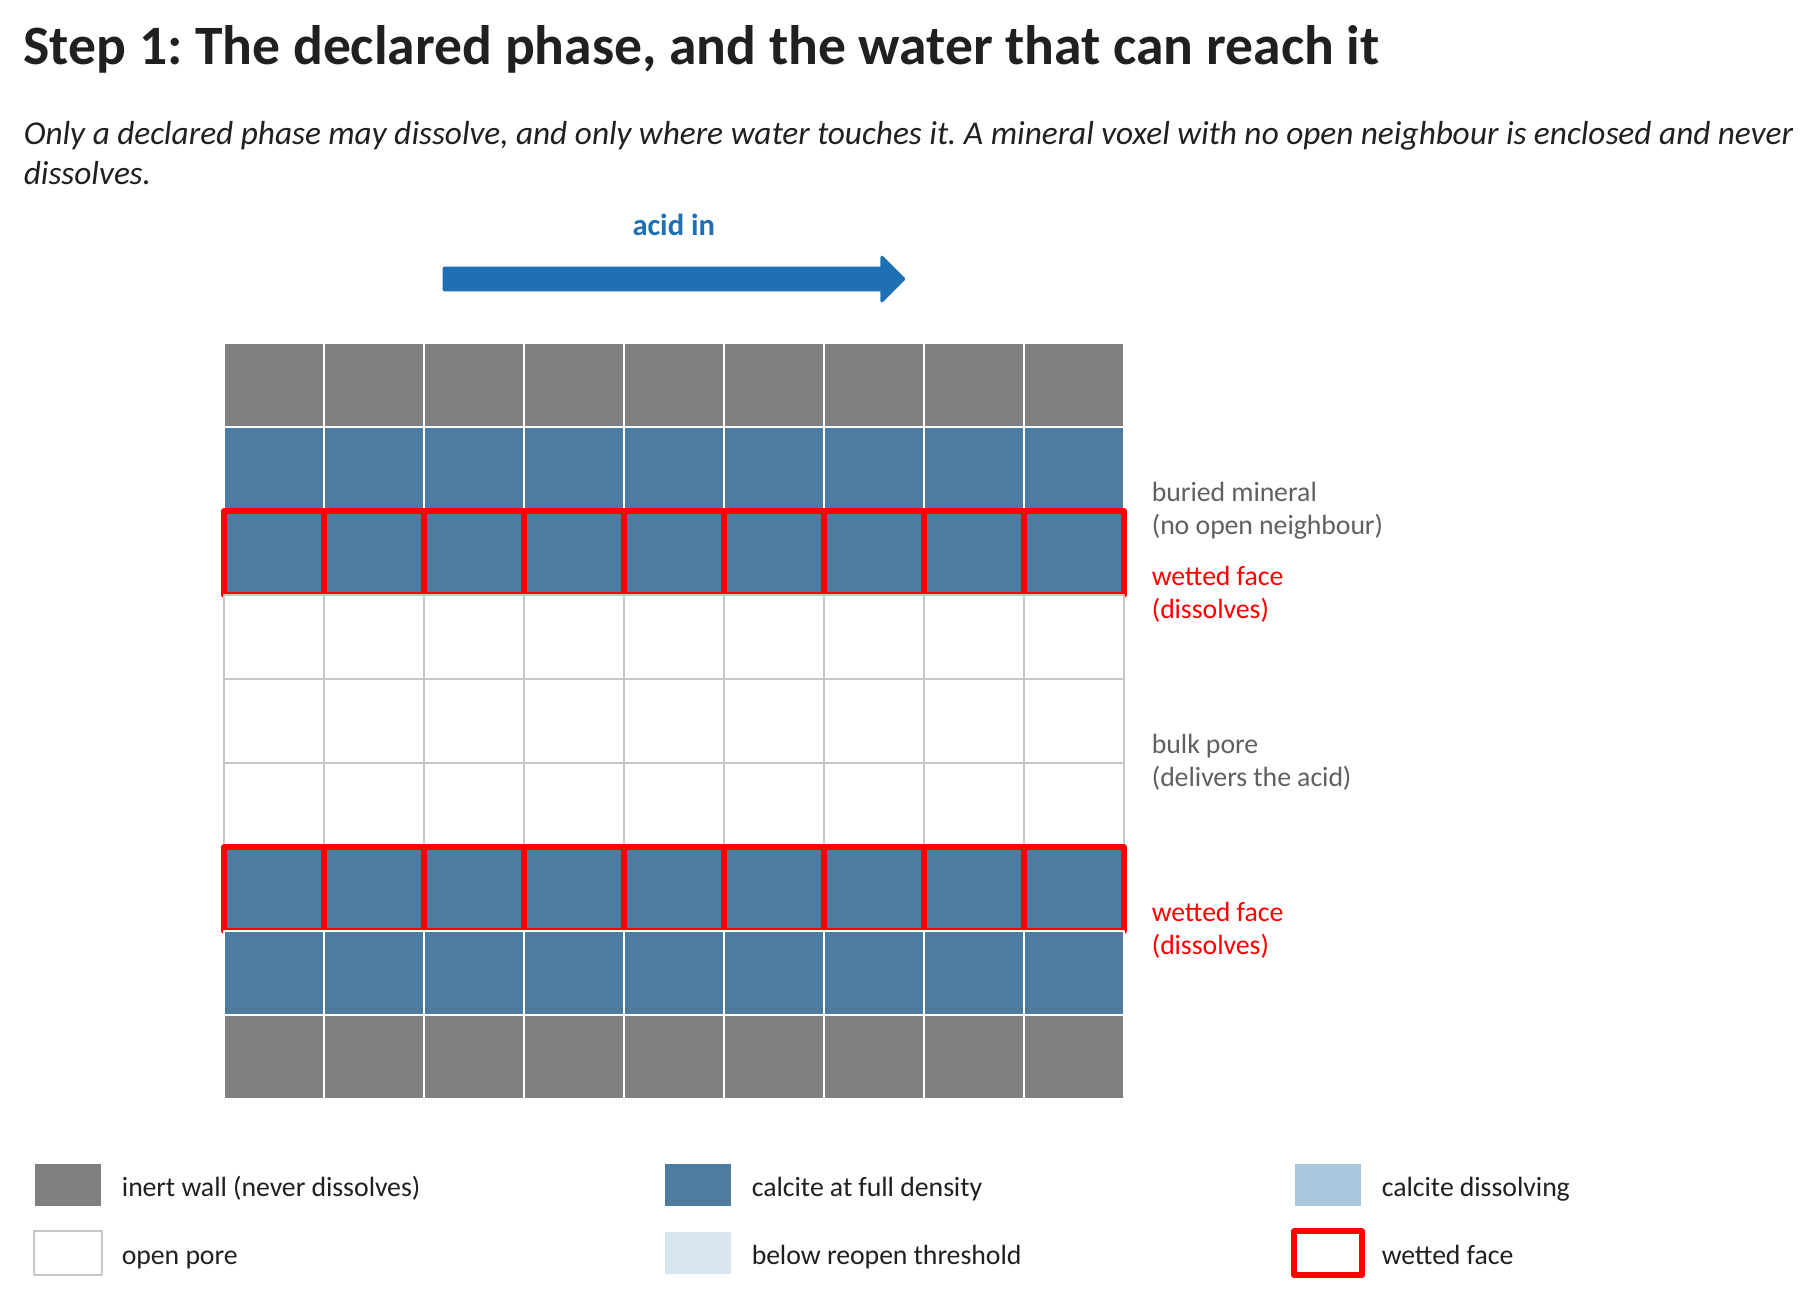 Step 1: The declared phase, and the water that can reach it
Only a declared phase may dissolve, and only where water touches it. A mineral voxel with no open neighbour is enclosed and never
dissolves.
acid in
buried mineral
(no open neighbour)
wetted face
(dissolves)
bulk pore
(delivers the acid)
wetted face
(dissolves)
inert wall (never dissolves)
calcite at full density
calcite dissolving
open pore
below reopen threshold
wetted face